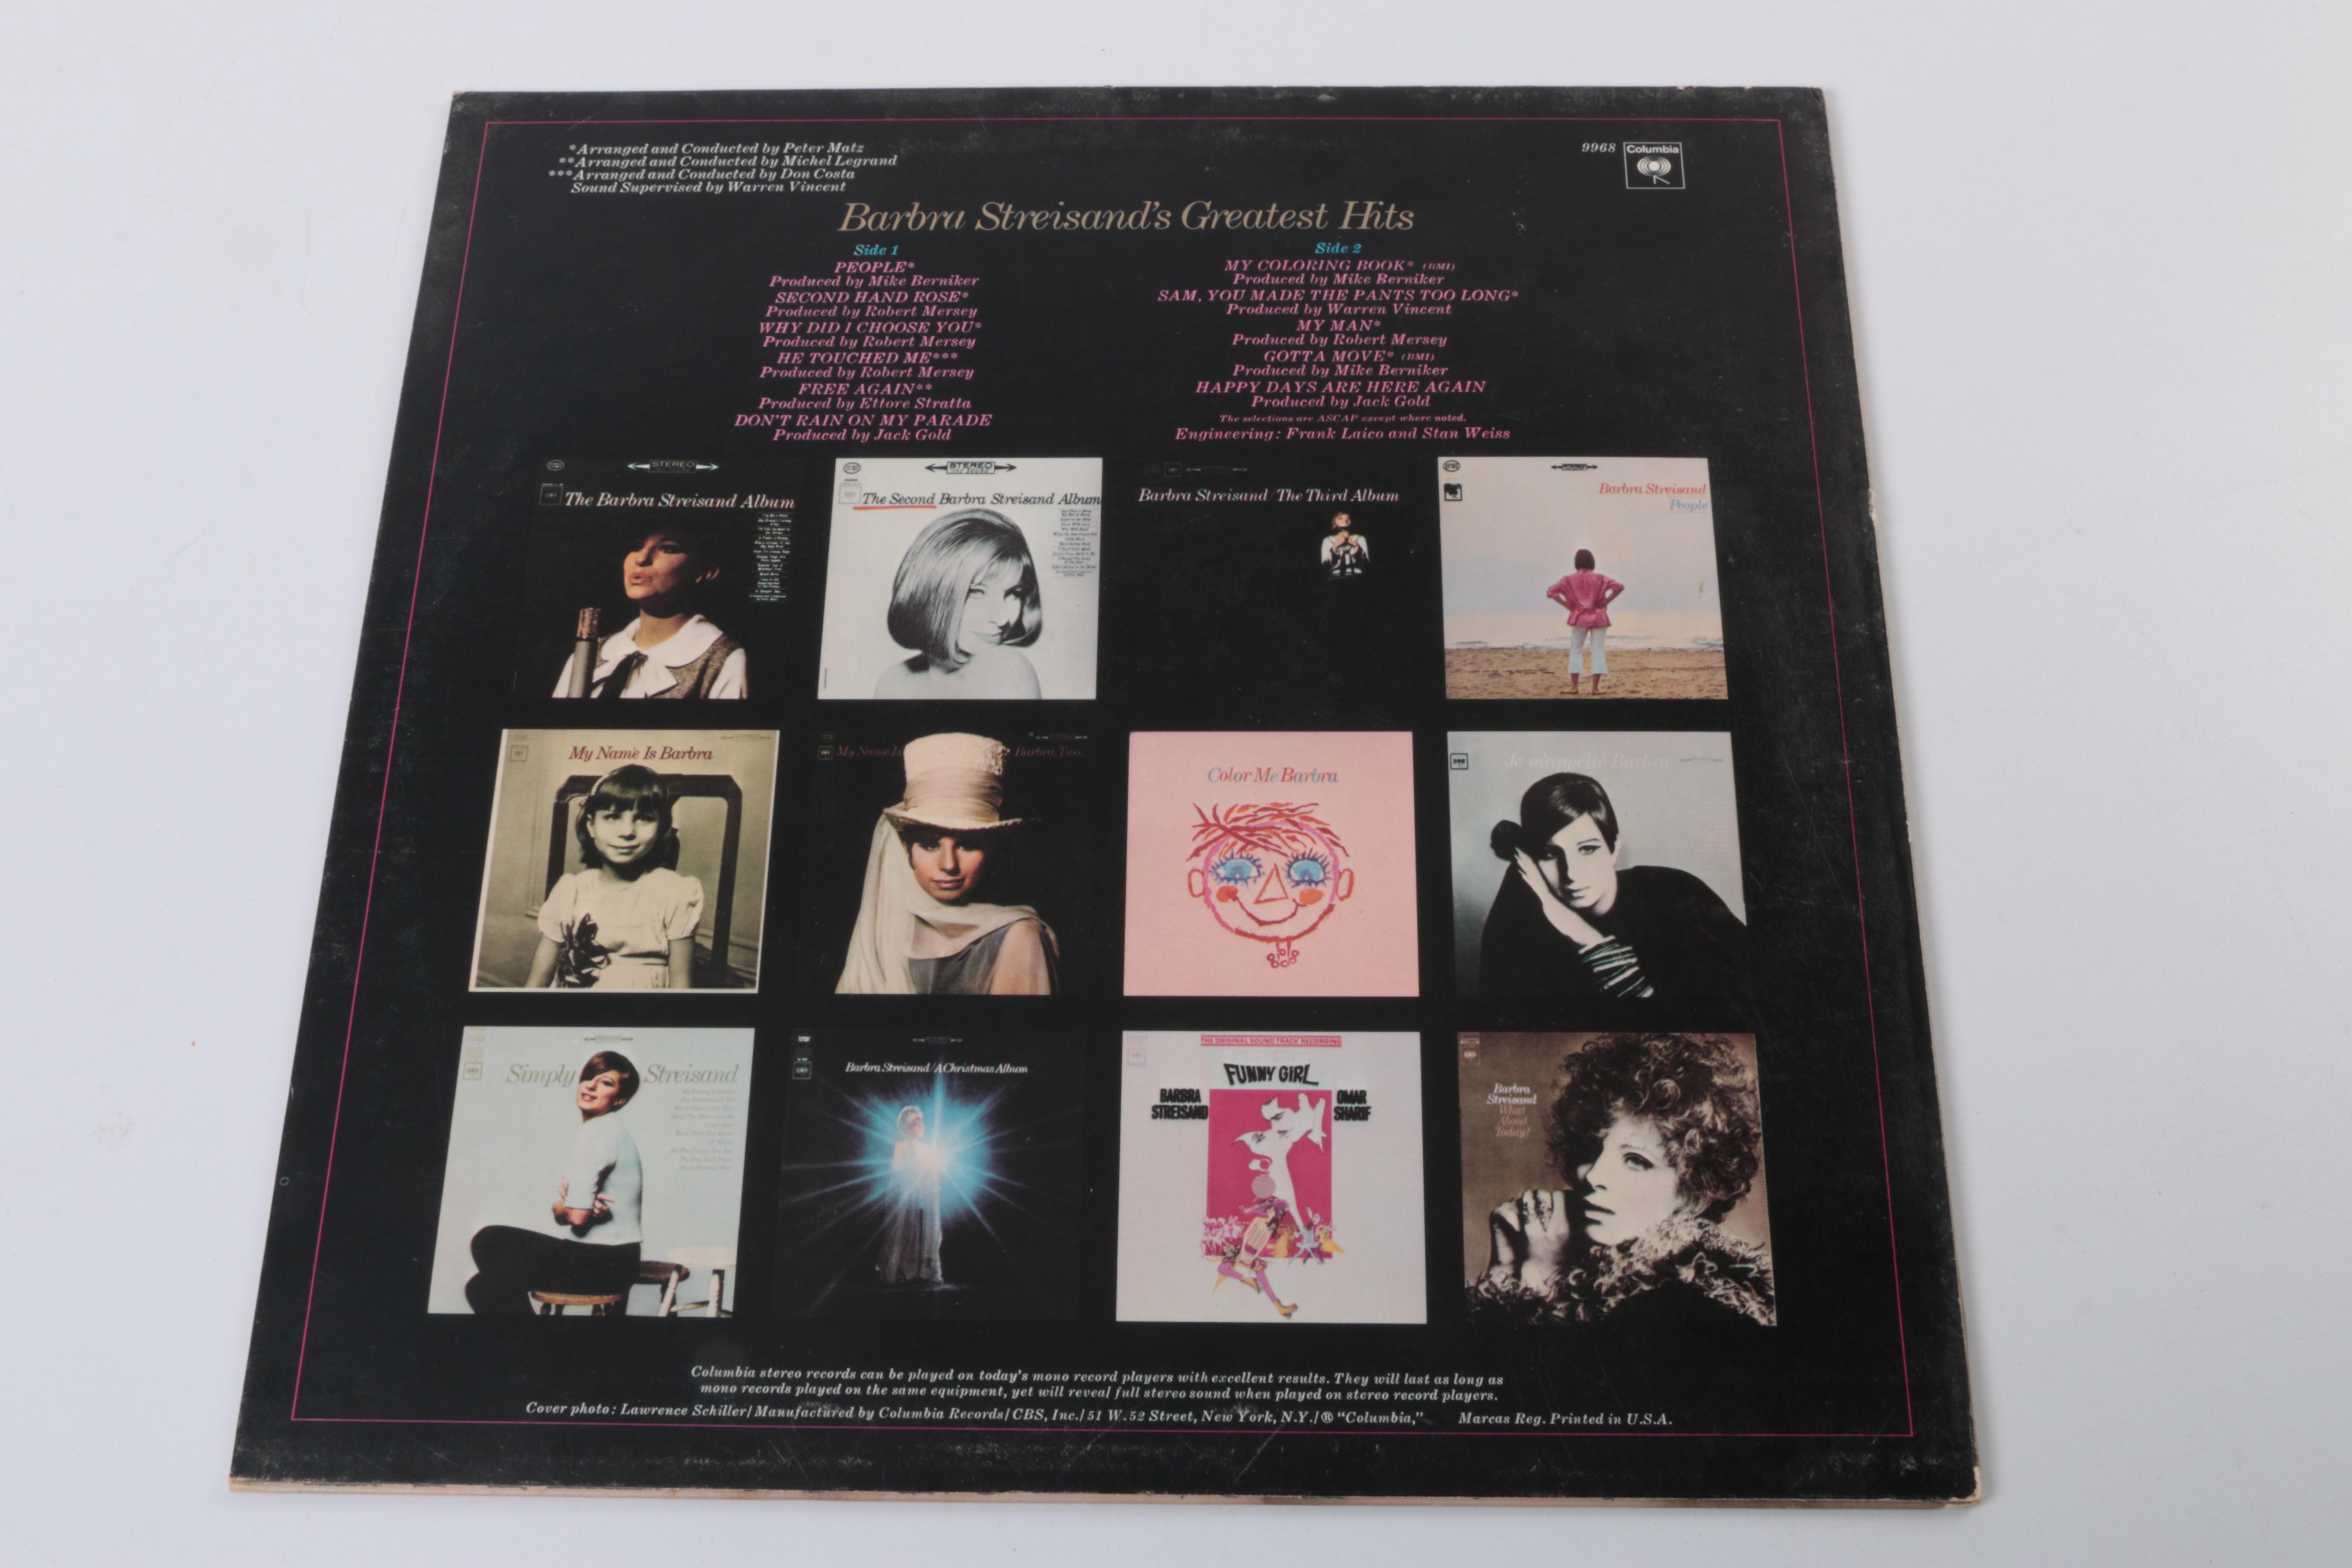 *Arranged and Conducted by Peter Matz
**Arranged and Conducted by Michel Legrand
***Arranged and Conducted by Don Costa
Sound Supervised by Warren Vincent
9968 Columbia
Barbra Streisand's Greatest Hits
Side 1
PEOPLE*
Produced by Mike Berniker
SECOND HAND ROSE*
Produced by Robert Mersey
WHY DID I CHOOSE YOU*
Produced by Robert Mersey
HE TOUCHED ME***
Produced by Robert Mersey
FREE AGAIN**
Produced by Ettore Stratta
DON'T RAIN ON MY PARADE
Produced by Jack Gold
Side 2
MY COLORING BOOK* (BMI)
Produced by Mike Berniker
SAM, YOU MADE THE PANTS TOO LONG*
Produced by Warren Vincent
MY MAN*
Produced by Robert Mersey
GOTTA MOVE* (BMI)
Produced by Mike Berniker
HAPPY DAYS ARE HERE AGAIN
Produced by Jack Gold
The selections are ASCAP except where noted.
Engineering: Frank Laico and Stan Weiss
STEREO
The Barbra Streisand Album
STEREO
The Second Barbra Streisand Album
Barbra Streisand/The Third Album
Barbra Streisand
People
My Name Is Barbra
My Name Is Barbra, Two...
Color Me Barbra
Je m'appelle Barbra
Simply Streisand
Barbra Streisand/A Christmas Album
THE ORIGINAL SOUND TRACK RECORDING
FUNNY GIRL
BARBRA
STREISAND
OMAR
SHARIF
Barbra
Streisand
What
About
Today?
Columbia stereo records can be played on today's mono record players with excellent results. They will last as long as
mono records played on the same equipment, yet will reveal full stereo sound when played on stereo record players.
Cover photo: Lawrence Schiller/Manufactured by Columbia Records/CBS, Inc./51 W. 52 Street, New York, N.Y./® "Columbia," Marcas Reg. Printed in U.S.A.